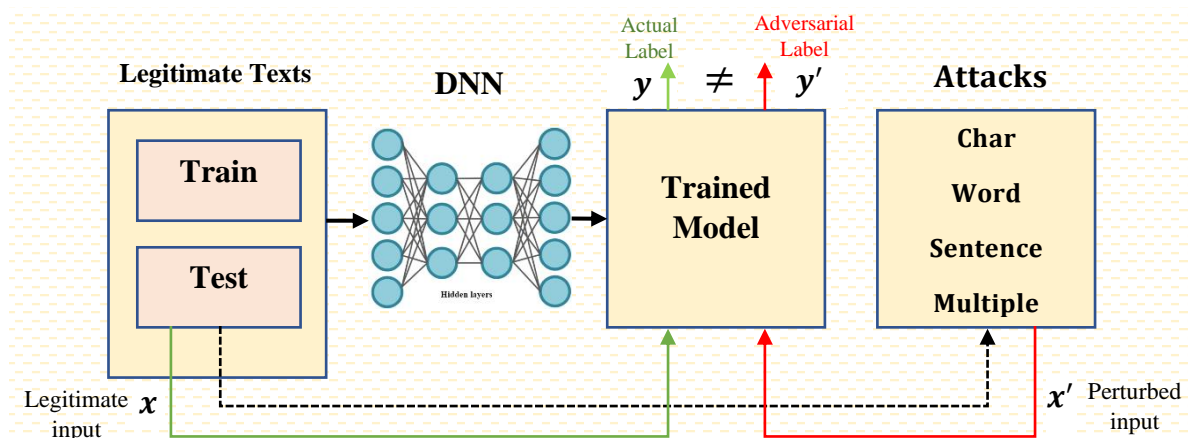 Legitimate Texts
Train
Test
DNN
Hidden layers
Actual
Label
Adversarial
Label
y ≠ y′
Trained
Model
Attacks
Char
Word
Sentence
Multiple
Legitimate
input
x
x′
Perturbed
input